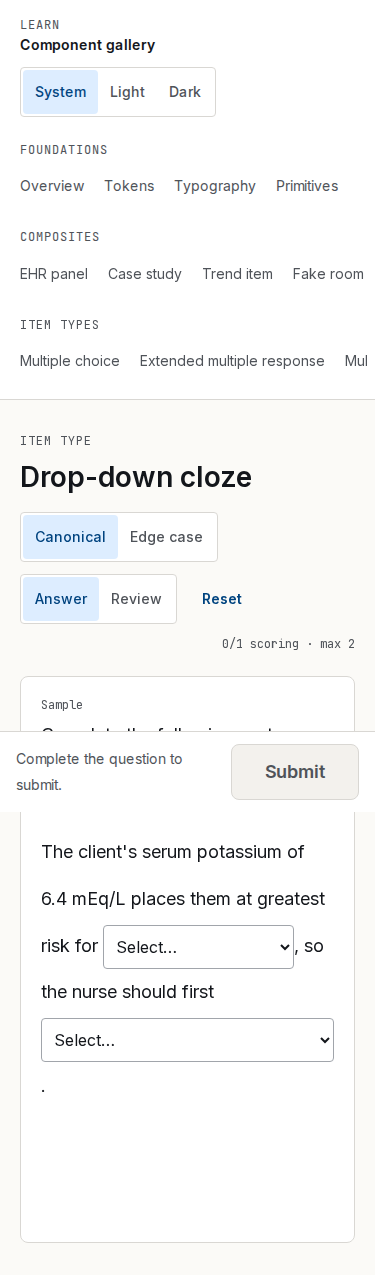 LEARN
Component gallery
System Light Dark
FOUNDATIONS
Overview Tokens Typography Primitives
COMPOSITES
EHR panel Case study Trend item Fake room
ITEM TYPES
Multiple choice Extended multiple response Mul
ITEM TYPE
Drop-down cloze
Canonical Edge case
Answer Review Reset
0/1 scoring · max 2
Sample
Complete the question to
submit.
Submit
The client's serum potassium of
6.4 mEq/L places them at greatest
risk for Select... , so
the nurse should first
Select...
.